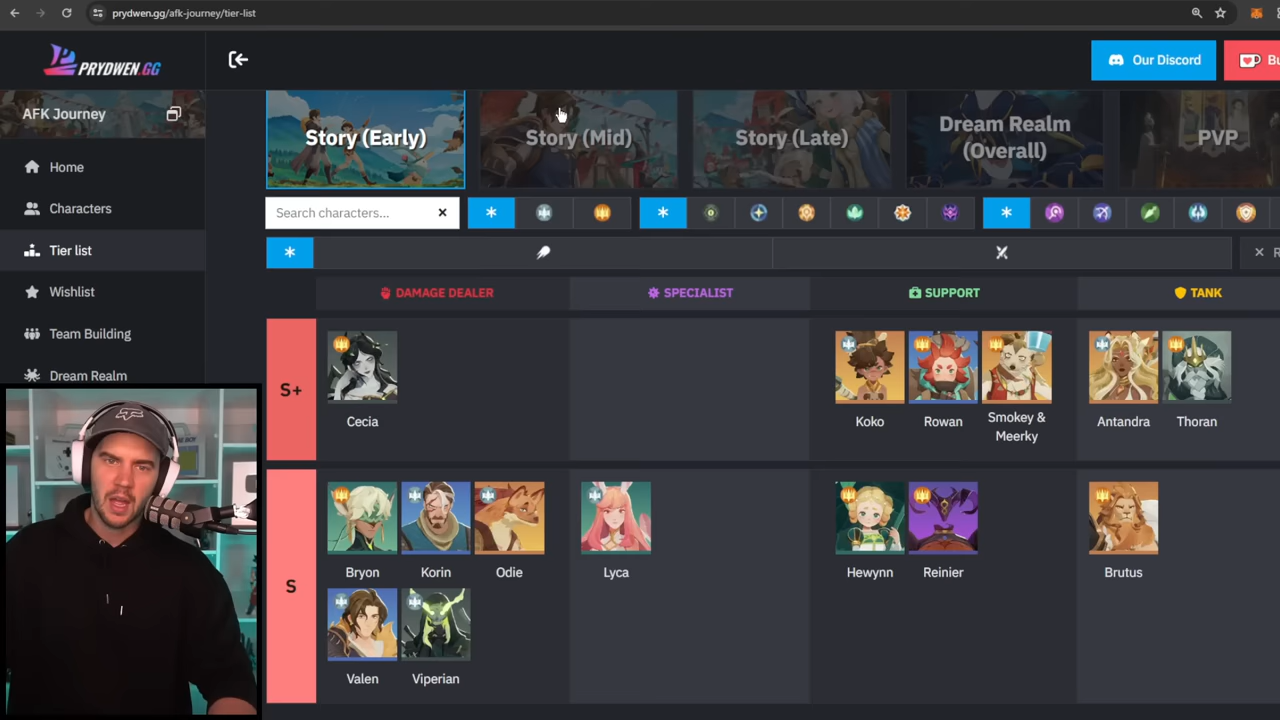 prydwen.gg/afk-journey/tier-list
PRYDWEN.GG
Our Discord
Bu
AFK Journey
Home
Characters
Tier list
Wishlist
Team Building
Dream Realm
Story (Early)
Story (Mid)
Story (Late)
Dream Realm
(Overall)
PVP
Search characters...
R
DAMAGE DEALER
SPECIALIST
SUPPORT
TANK
S+
Cecia
Koko
Rowan
Smokey &
Meerky
Antandra
Thoran
S
Bryon
Korin
Odie
Lyca
Hewynn
Reinier
Brutus
Valen
Viperian